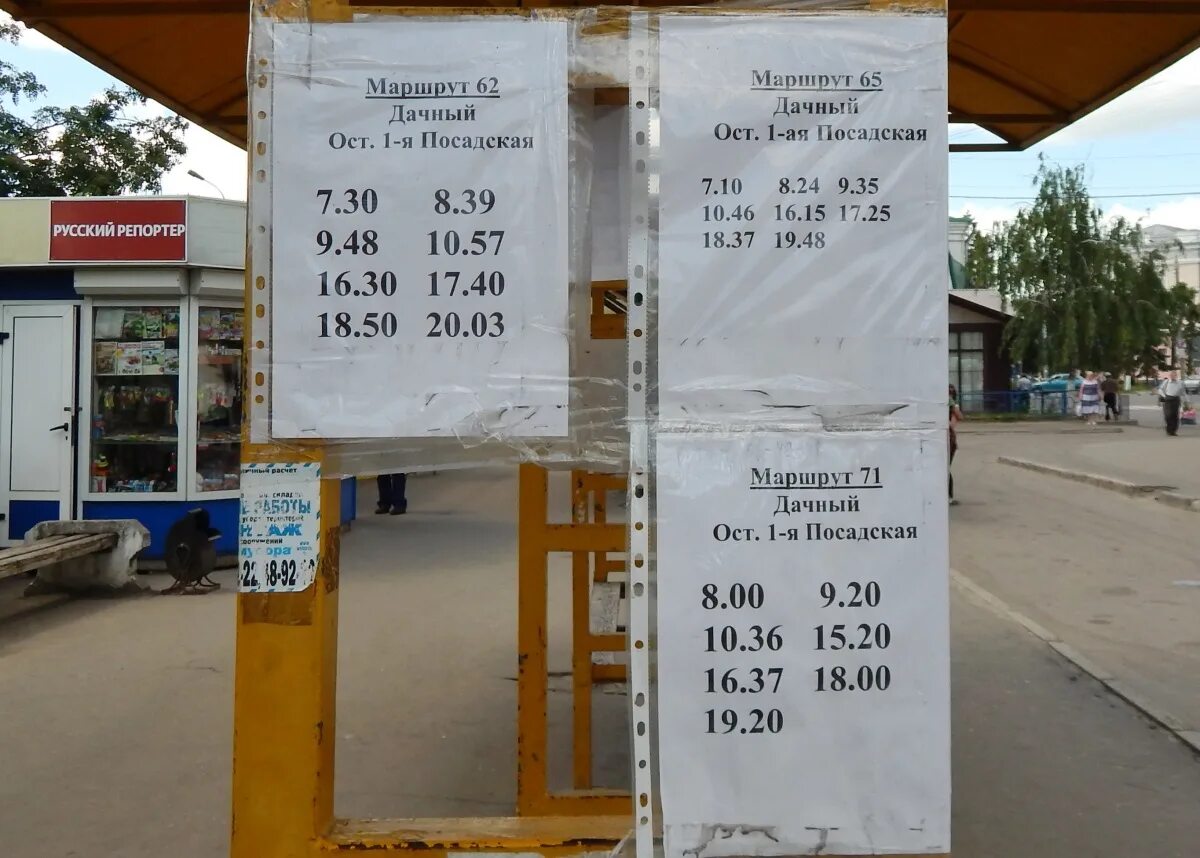 Маршрут 62
Дачный
Ост. 1-я Посадская
7.30 8.39
9.48 10.57
16.30 17.40
18.50 20.03
Маршрут 65
Дачный
Ост. 1-ая Посадская
7.10 8.24 9.35
10.46 16.15 17.25
18.37 19.48
Маршрут 71
Дачный
Ост. 1-я Посадская
8.00 9.20
10.36 15.20
16.37 18.00
19.20
РУССКИЙ РЕПОРТЕР
расчет
РАБОТЫ